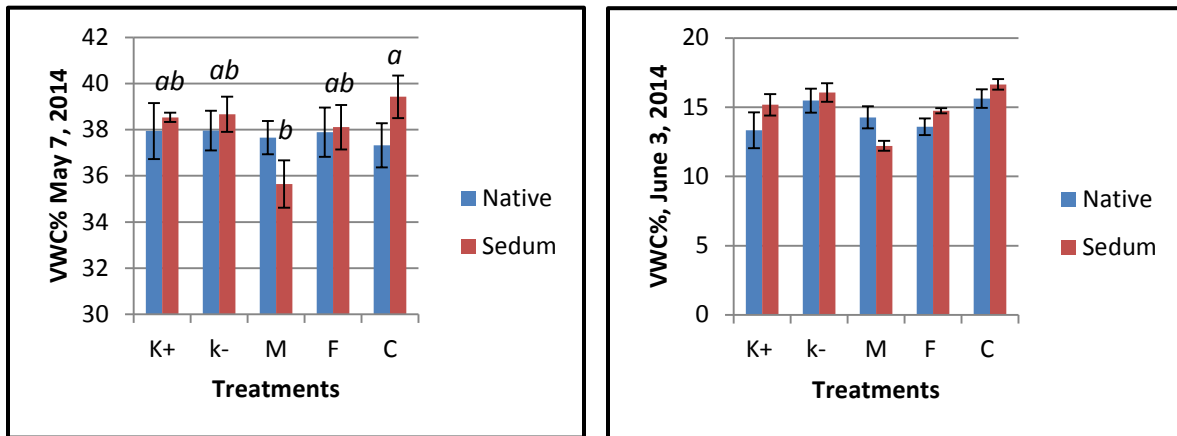 42
40
38
36
34
32
30
VWC% May 7, 2014
ab
ab
b
ab
a
K+
k-
M
F
C
Treatments
Native
Sedum
20
15
10
5
0
VWC%, June 3, 2014
K+
k-
M
F
C
Treatments
Native
Sedum